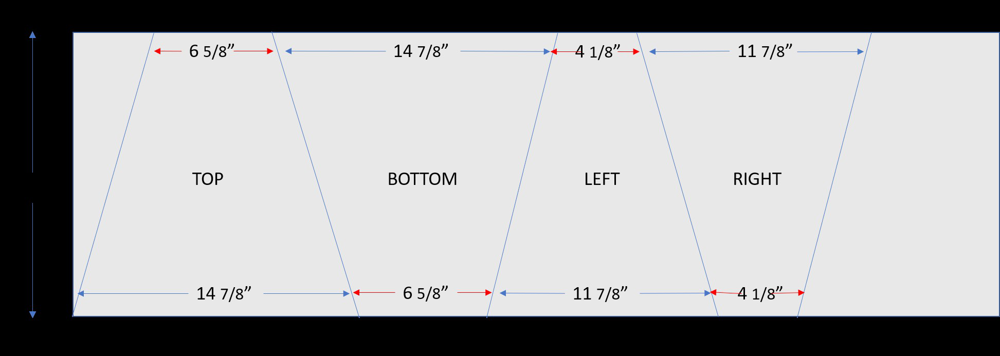 6 5/8” 14 7/8” 4 1/8” 11 7/8”
TOP BOTTOM LEFT RIGHT
14 7/8” 6 5/8” 11 7/8” 4 1/8”